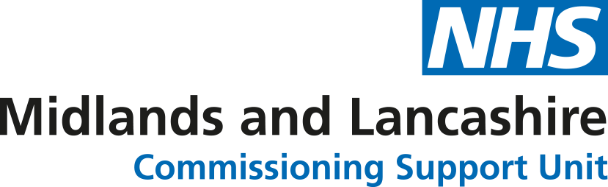 NHS
Midlands and Lancashire
Commissioning Support Unit